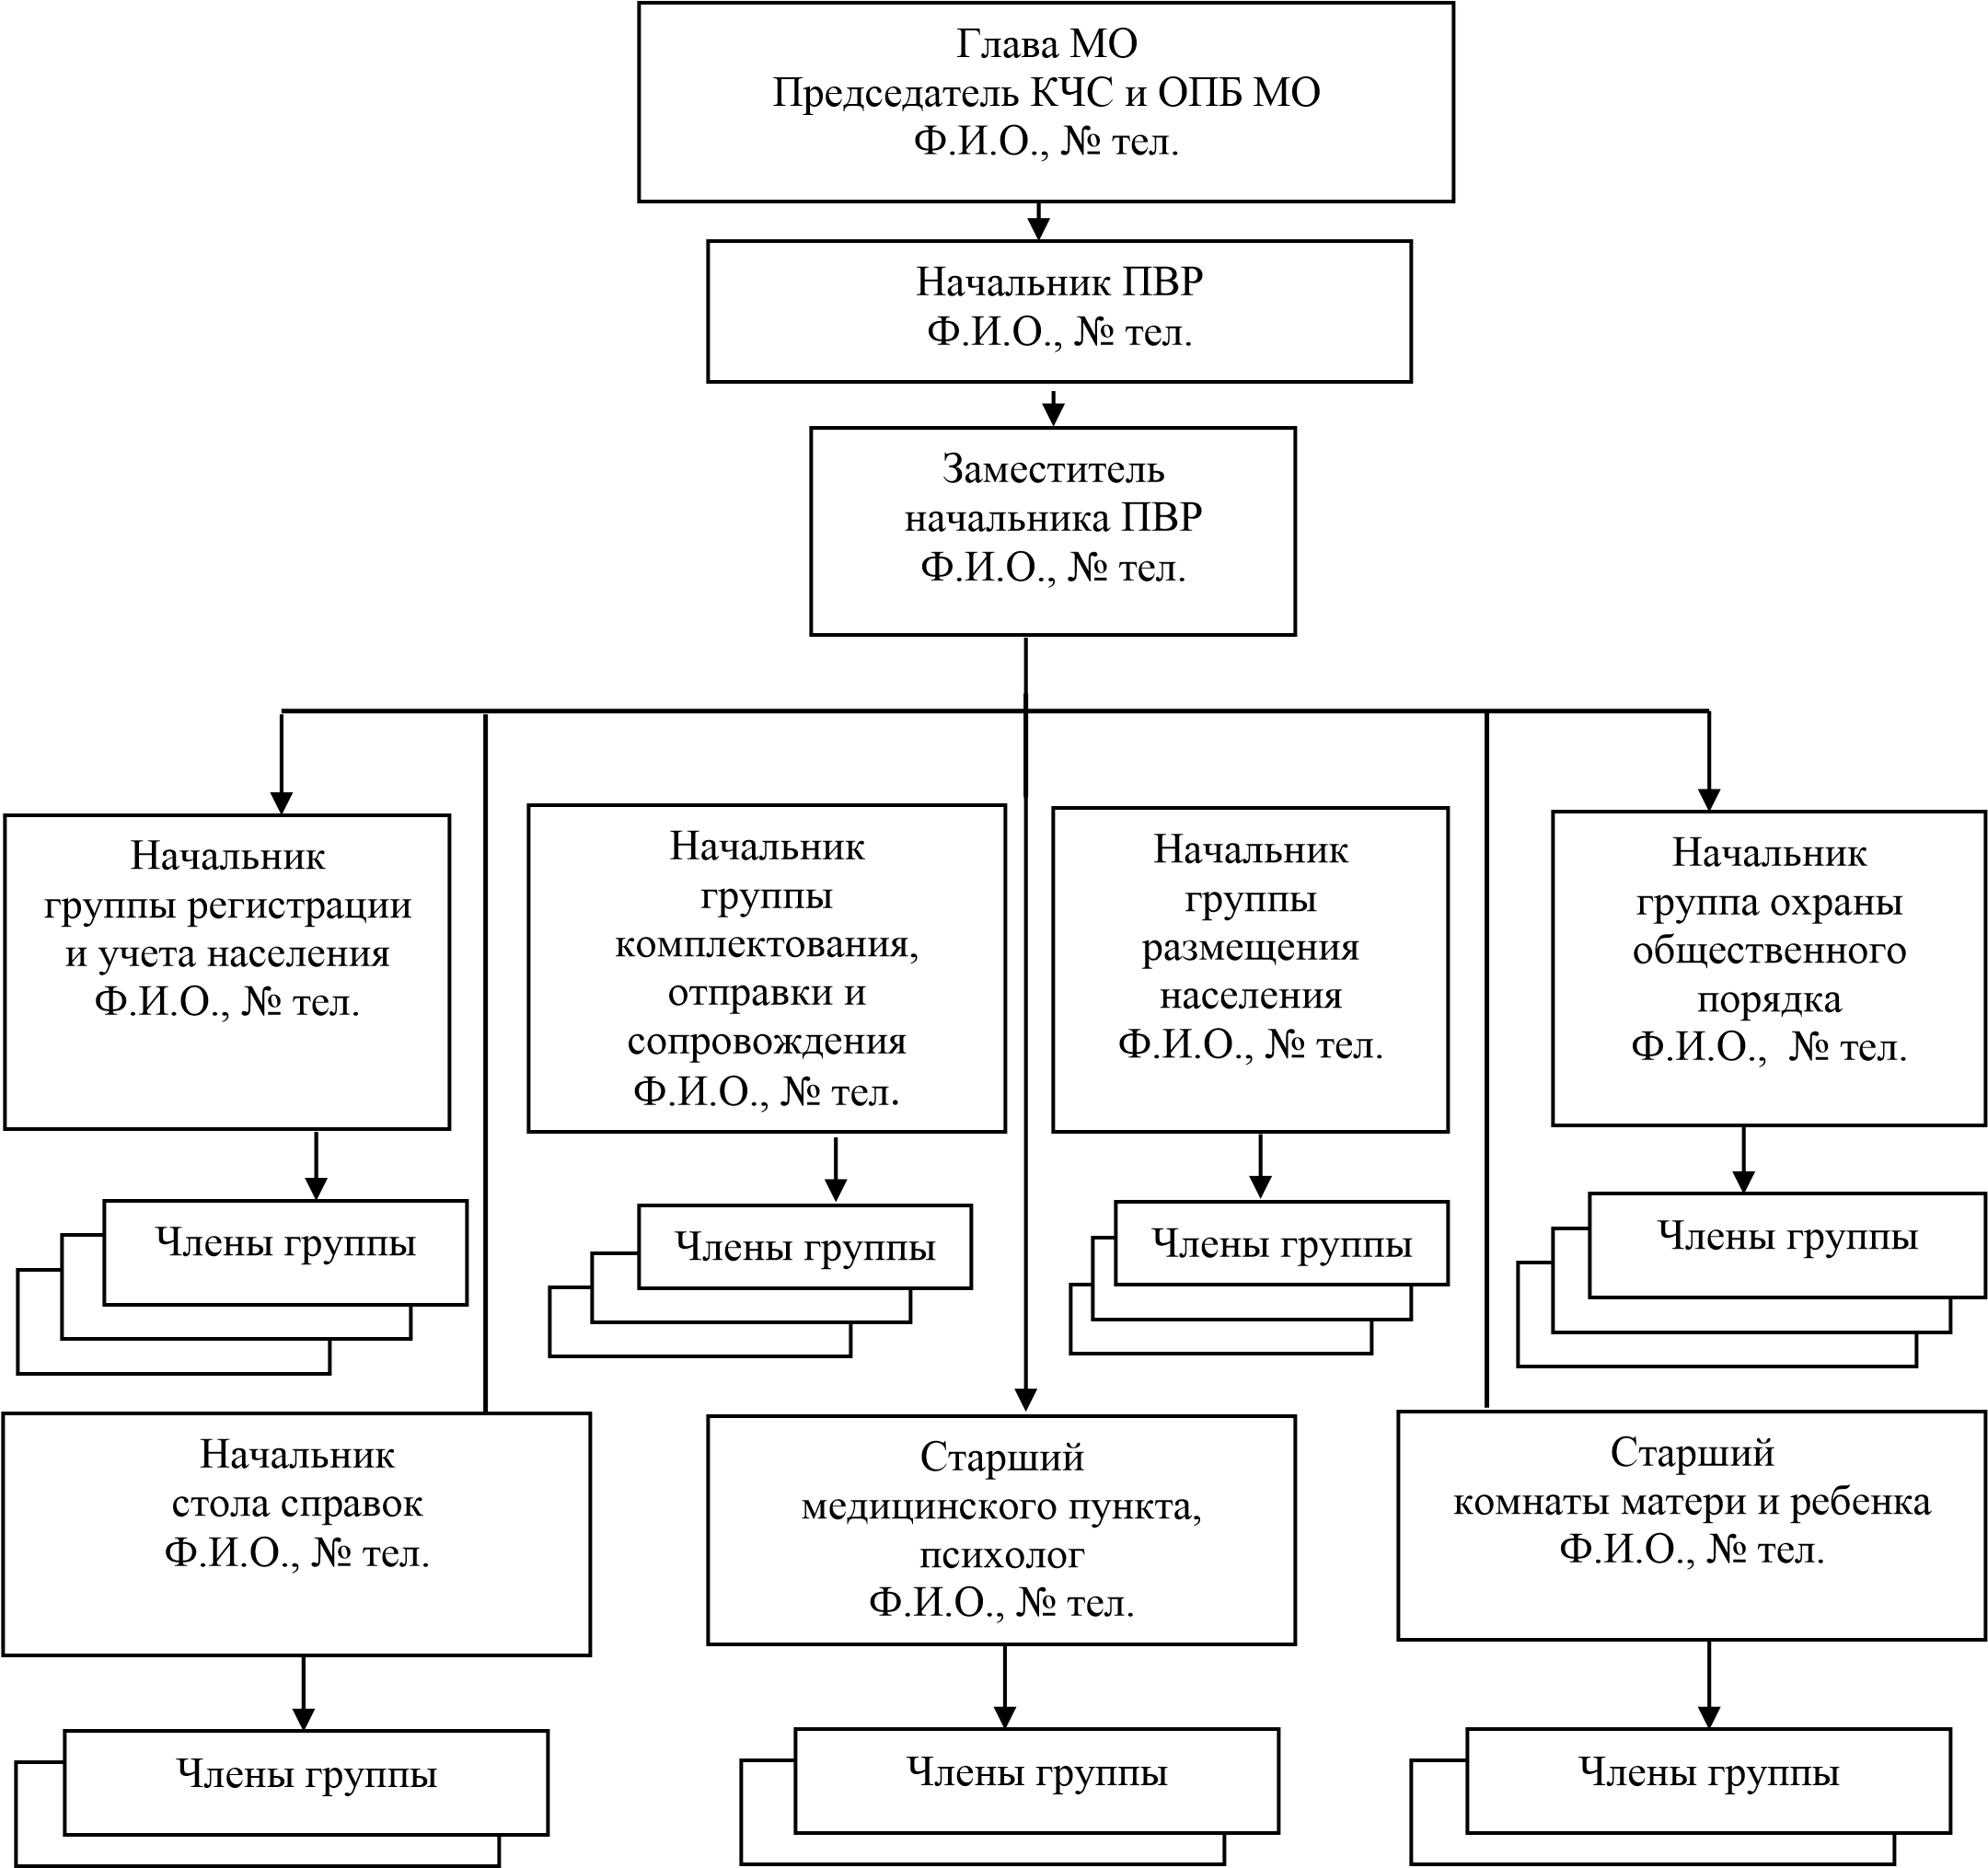 Глава МО
Председатель КЧС и ОПБ МО
Ф.И.О., № тел.
Начальник ПВР
Ф.И.О., № тел.
Заместитель
начальника ПВР
Ф.И.О., № тел.
Начальник
группы регистрации
и учета населения
Ф.И.О., № тел.
Начальник
группы
комплектования,
отправки и
сопровождения
Ф.И.О., № тел.
Начальник
группы
размещения
населения
Ф.И.О., № тел.
Начальник
группа охраны
общественного
порядка
Ф.И.О.,  № тел.
Члены группы
Члены группы
Члены группы
Члены группы
Начальник
стола справок
Ф.И.О., № тел.
Старший
медицинского пункта,
психолог
Ф.И.О., № тел.
Старший
комнаты матери и ребенка
Ф.И.О., № тел.
Члены группы
Члены группы
Члены группы